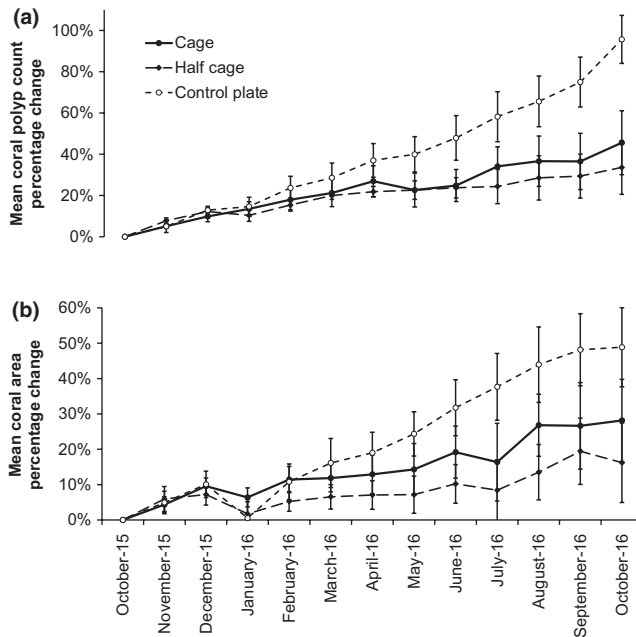 (a)
Mean coral polyp count
percentage change
100%
80%
60%
40%
20%
0%
Cage
Half cage
Control plate
(b)
Mean coral area
percentage change
60%
50%
40%
30%
20%
10%
0%
October-15
November-15
December-15
January-16
February-16
March-16
April-16
May-16
June-16
July-16
August-16
September-16
October-16